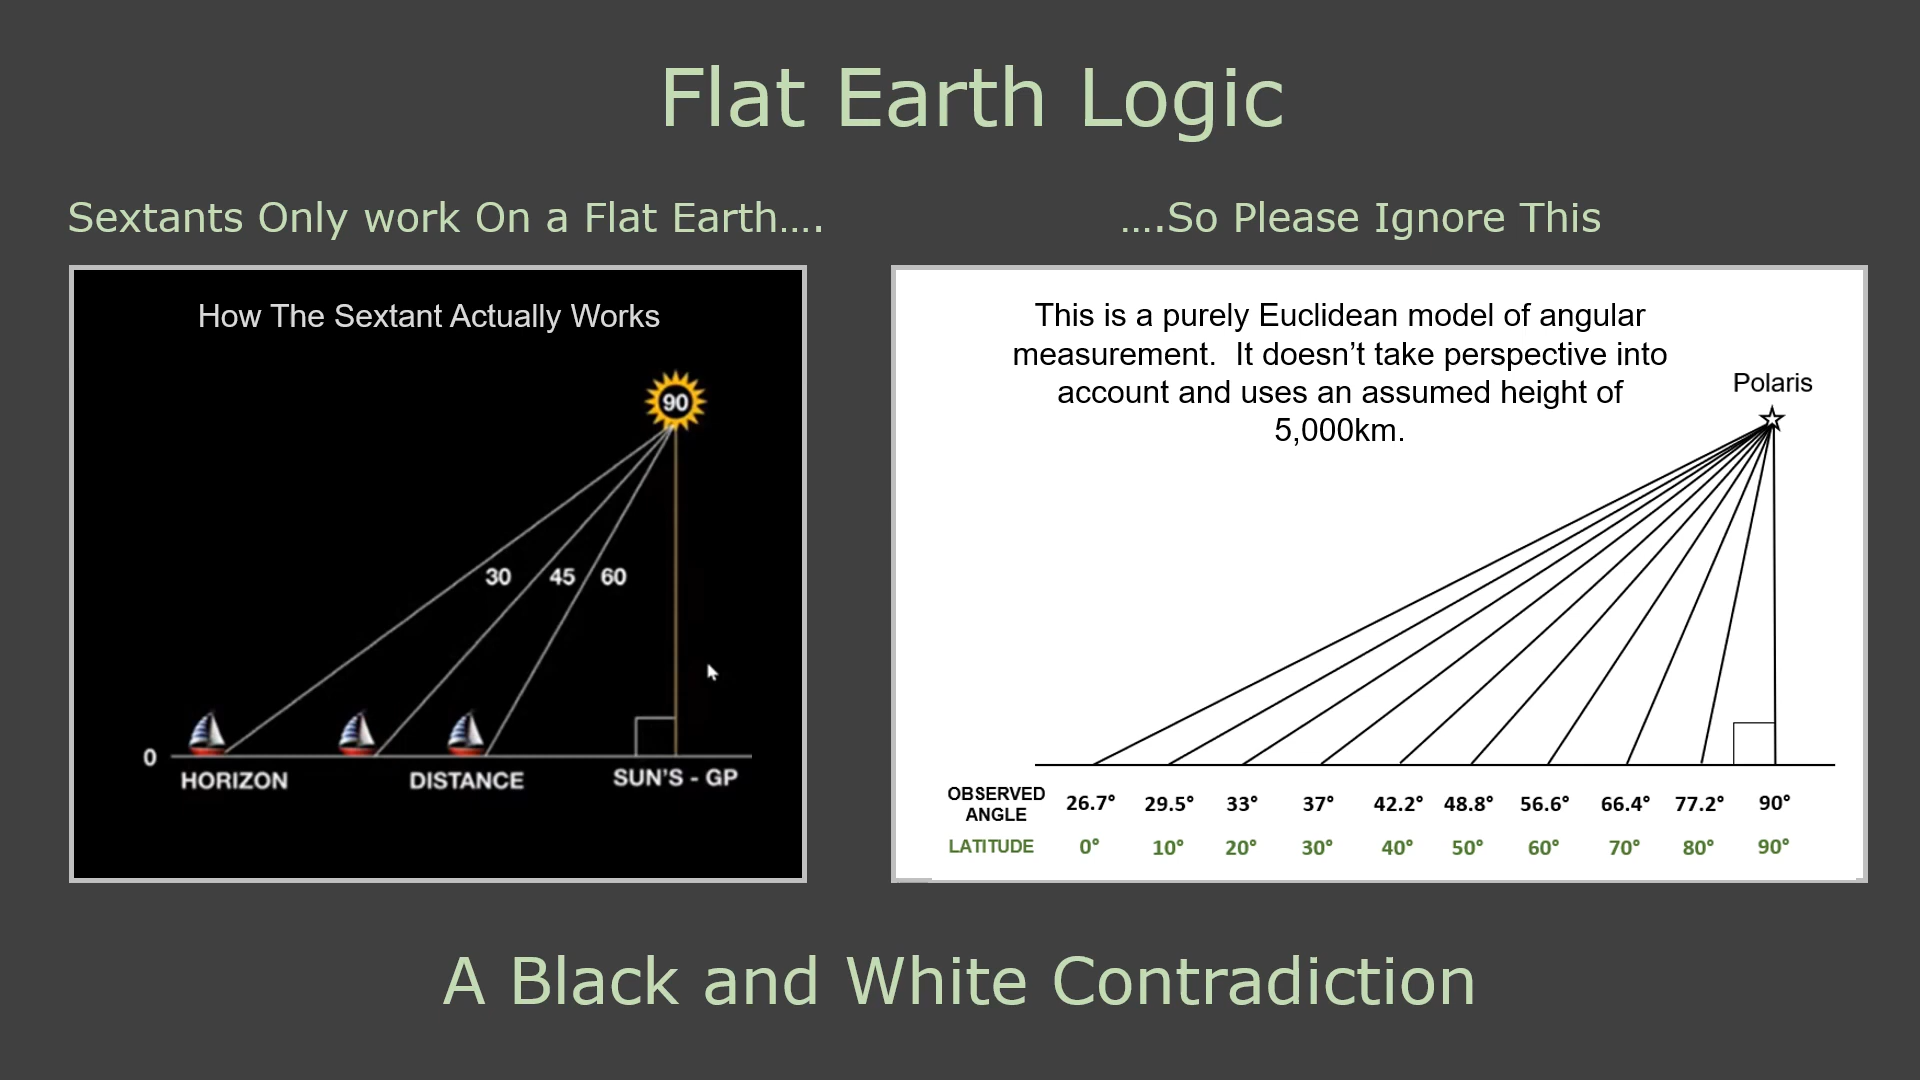 Flat Earth Logic
Sextants Only work On a Flat Earth….
….So Please Ignore This
How The Sextant Actually Works
90
30 45 60
0
HORIZON DISTANCE SUN'S - GP
This is a purely Euclidean model of angular
measurement. It doesn't take perspective into
account and uses an assumed height of
5,000km.
Polaris
OBSERVED
ANGLE
26.7° 29.5° 33° 37° 42.2° 48.8° 56.6° 66.4° 77.2° 90°
LATITUDE 0° 10° 20° 30° 40° 50° 60° 70° 80° 90°
A Black and White Contradiction